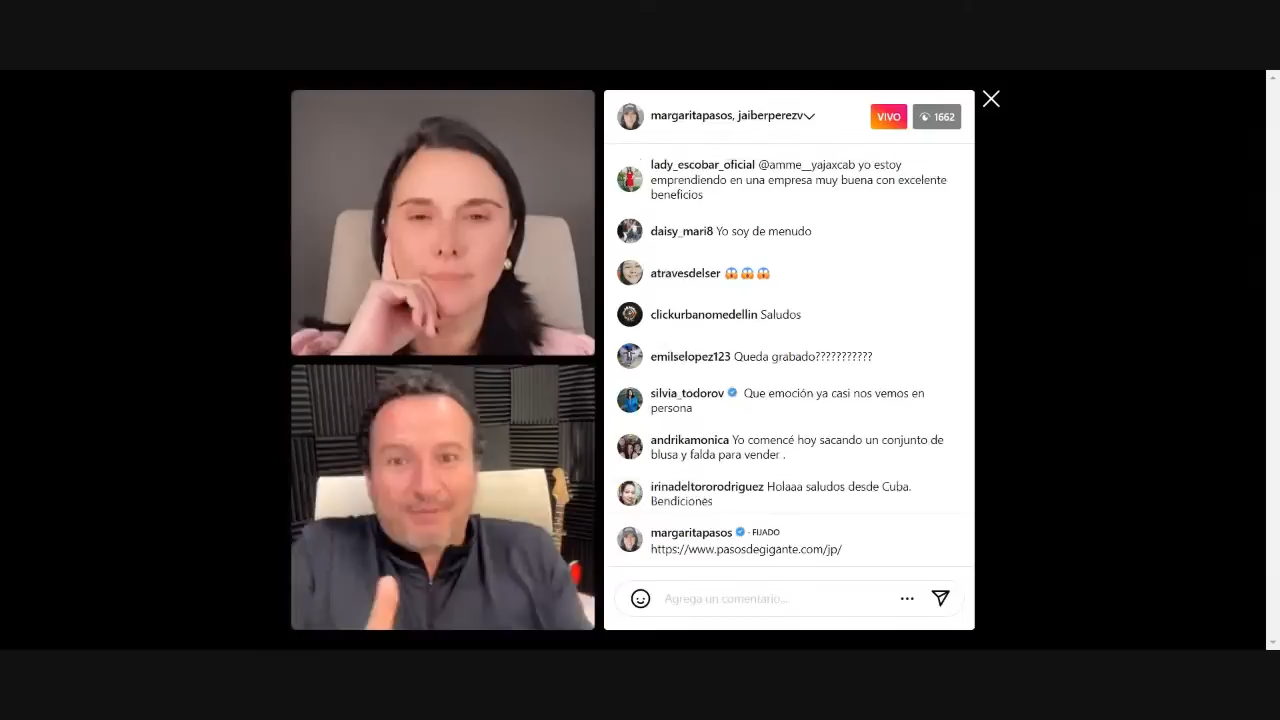 margaritapasos, jaiberperezv
VIVO
1662
lady_escobar_oficial @amme__yajaxcab yo estoy
emprendiendo en una empresa muy buena con excelente
beneficios
daisy_mari8 Yo soy de menudo
atravesdelser 😱😱😱
clickurbanomedellin Saludos
emilselopez123 Queda grabado???????????
silvia_todorov Que emoción ya casi nos vemos en
persona
andrikamonica Yo comencé hoy sacando un conjunto de
blusa y falda para vender .
irinadeltororodriguez Holaaa saludos desde Cuba.
Bendiciones
margaritapasos · FIJADO
https://www.pasosdegigante.com/jp/
Agrega un comentario...